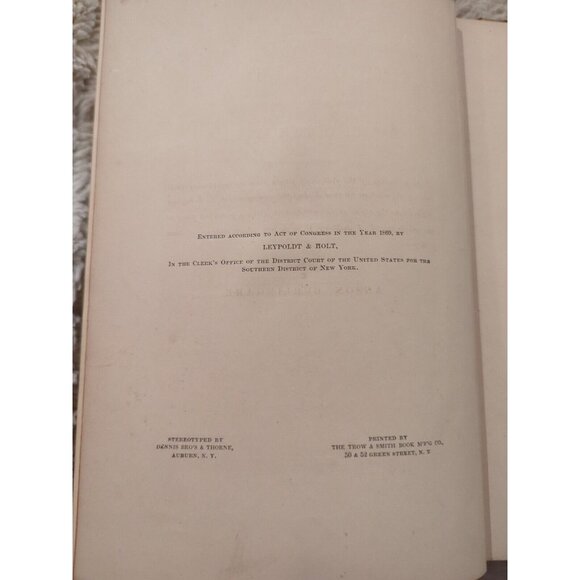 Entered according to Act of Congress in the Year 1869, by
LEYPOLDT & HOLT,
In the Clerk's Office of the District Court of the United States for the
Southern District of New York.
STEREOTYPED BY
DENNIS BRO'S & THORNE,
AUBURN, N. Y.
PRINTED BY
THE TROW & SMITH BOOK M'F'G CO.
50 & 52 GREEN STREET, N. Y